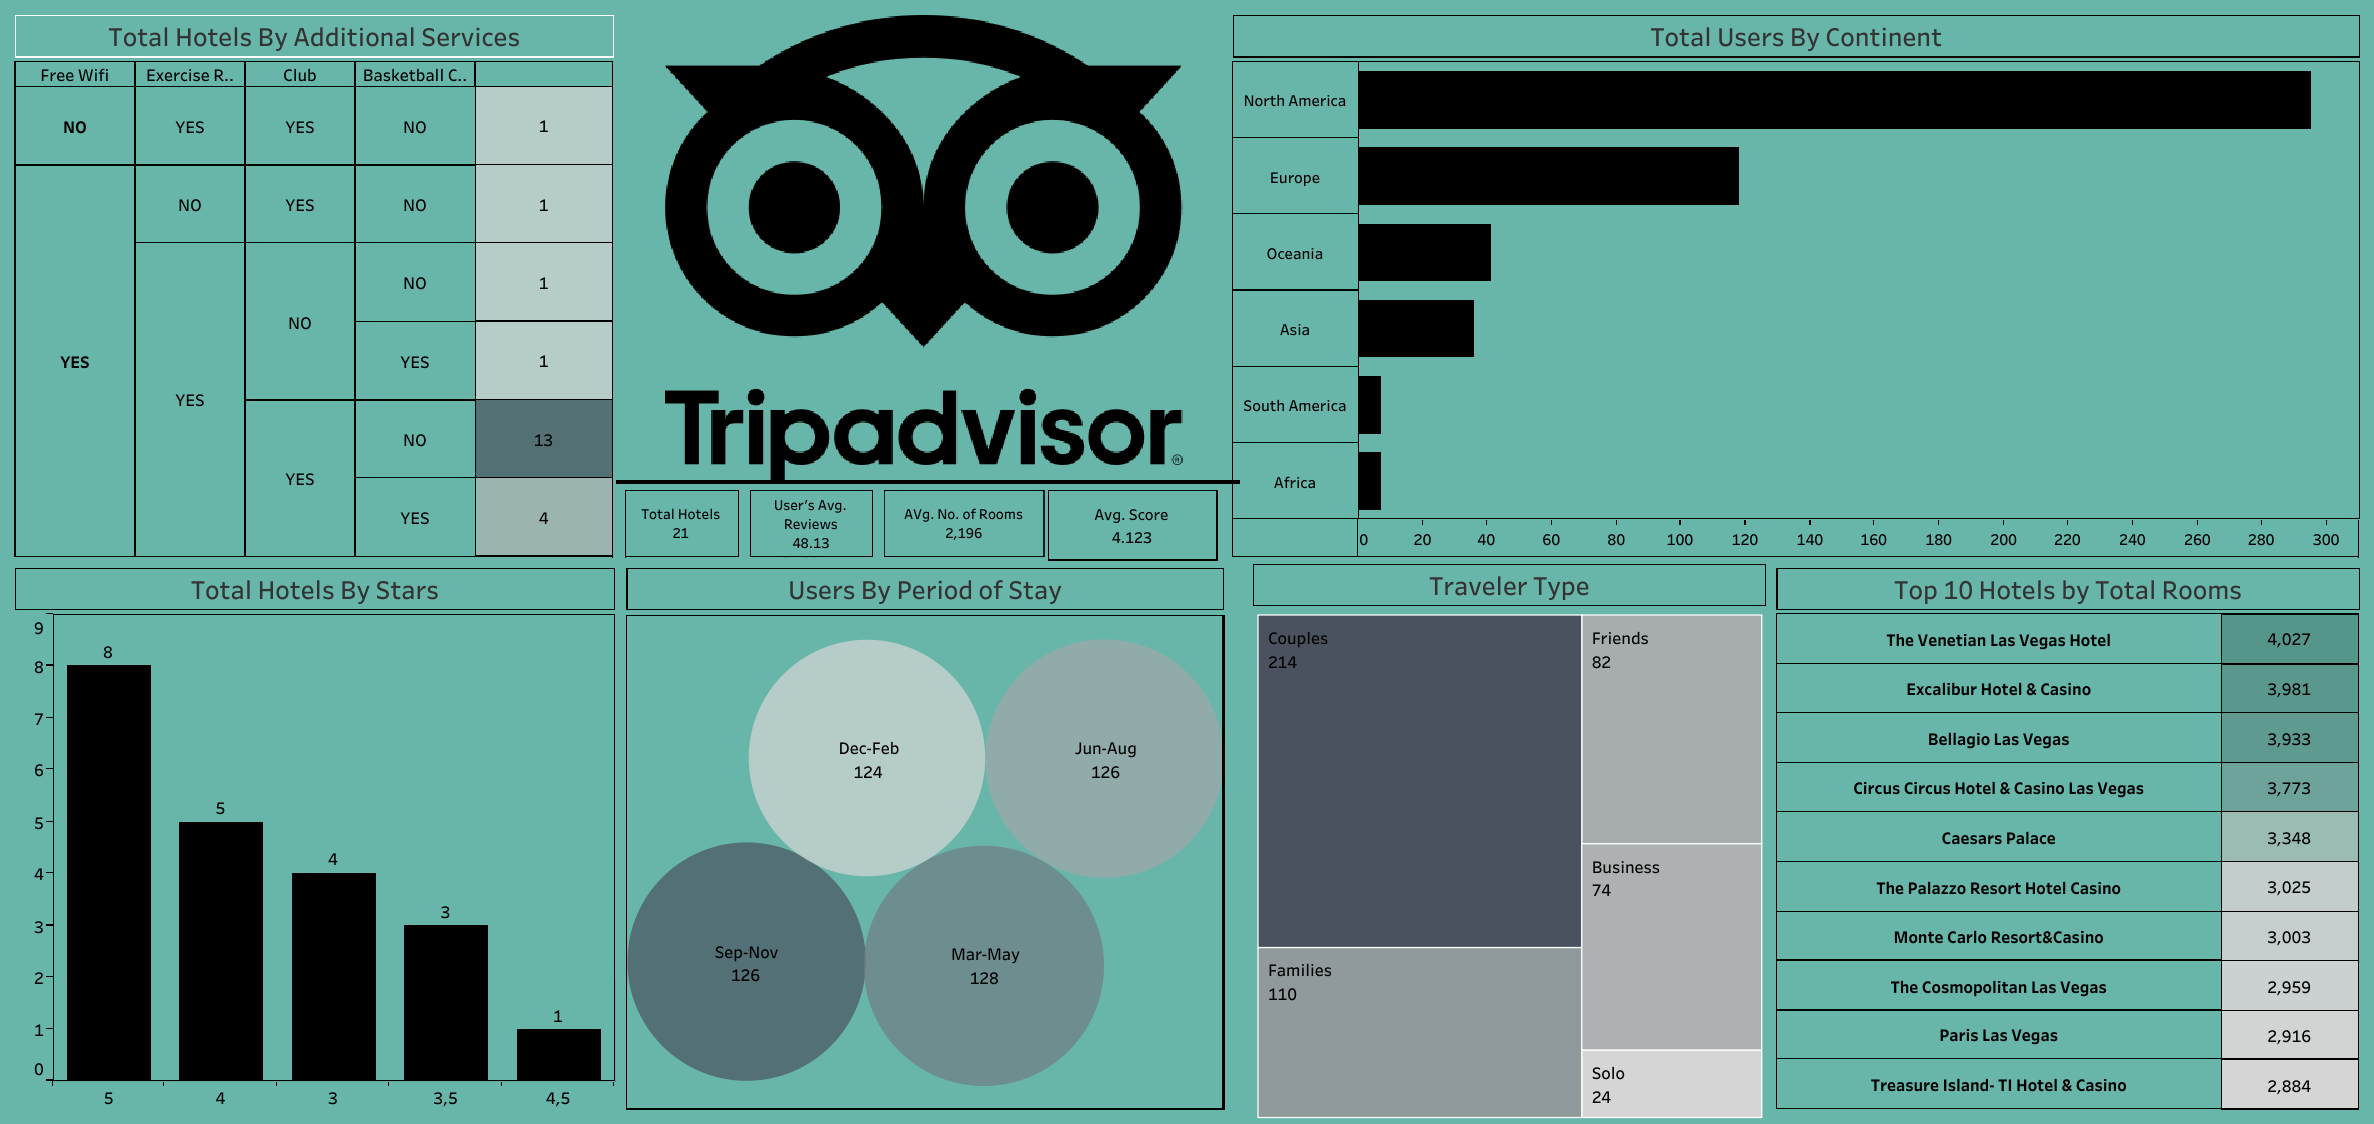 Total Hotels By Additional Services
Free Wifi Exercise R.. Club Basketball C..
NO YES YES NO 1
NO YES NO 1
NO 1
NO
YES YES 1
YES
NO 13
YES
YES 4
Tripadvisor®
Total Hotels
21
User's Avg.
Reviews
48.13
AVg. No. of Rooms
2,196
Avg. Score
4.123
Total Users By Continent
North America
Europe
Oceania
Asia
South America
Africa
0 20 40 60 80 100 120 140 160 180 200 220 240 260 280 300
Total Hotels By Stars
9
8
7
6
5
4
3
2
1
0
8
5
4
3
1
5 4 3 3,5 4,5
Users By Period of Stay
Dec-Feb
124
Jun-Aug
126
Sep-Nov
126
Mar-May
128
Traveler Type
Couples
214
Friends
82
Business
74
Families
110
Solo
24
Top 10 Hotels by Total Rooms
The Venetian Las Vegas Hotel 4,027
Excalibur Hotel & Casino 3,981
Bellagio Las Vegas 3,933
Circus Circus Hotel & Casino Las Vegas 3,773
Caesars Palace 3,348
The Palazzo Resort Hotel Casino 3,025
Monte Carlo Resort&Casino 3,003
The Cosmopolitan Las Vegas 2,959
Paris Las Vegas 2,916
Treasure Island- TI Hotel & Casino 2,884